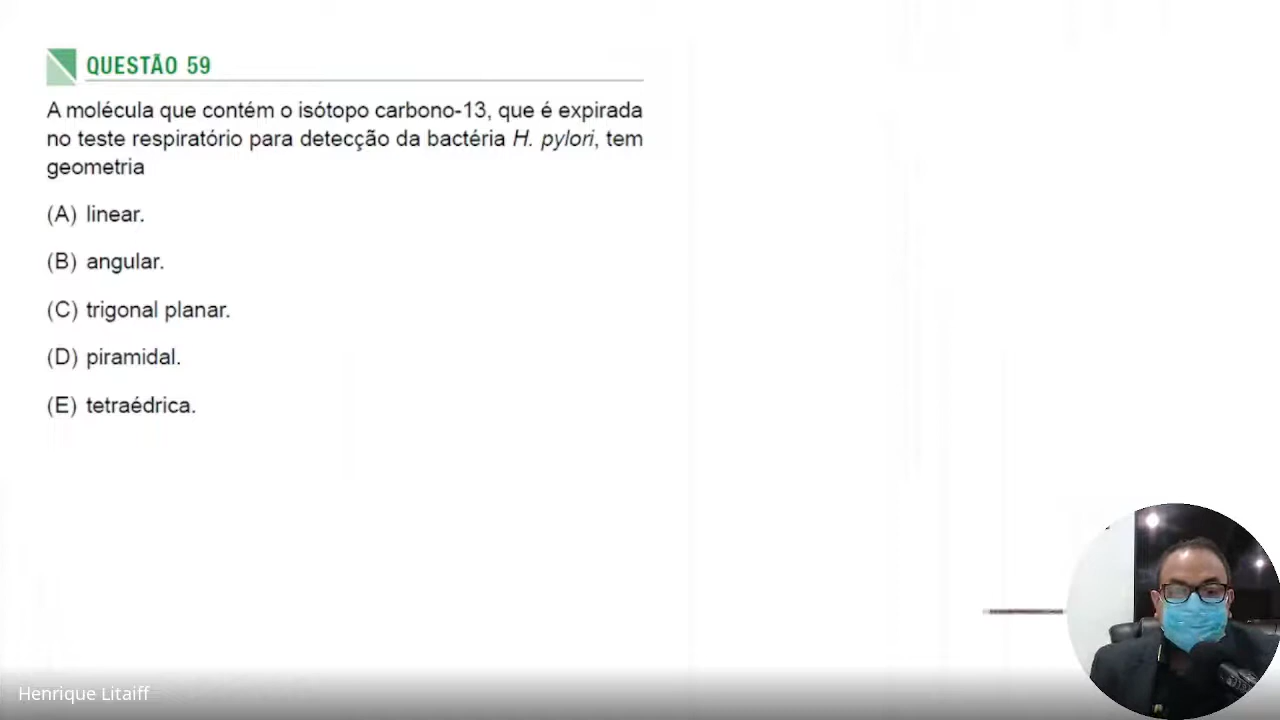 QUESTÃO 59
A molécula que contém o isótopo carbono-13, que é expirada
no teste respiratório para detecção da bactéria H. pylori, tem
geometria
(A) linear.
(B) angular.
(C) trigonal planar.
(D) piramidal.
(E) tetraédrica.
Henrique Litaiff